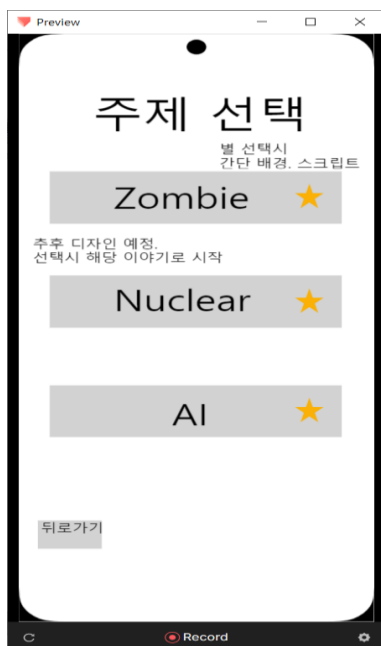 Preview
주제 선택
별 선택시
간단 배경. 스크립트
Zombie
추후 디자인 예정.
선택시 해당 이야기로 시작
Nuclear
AI
뒤로가기
Record